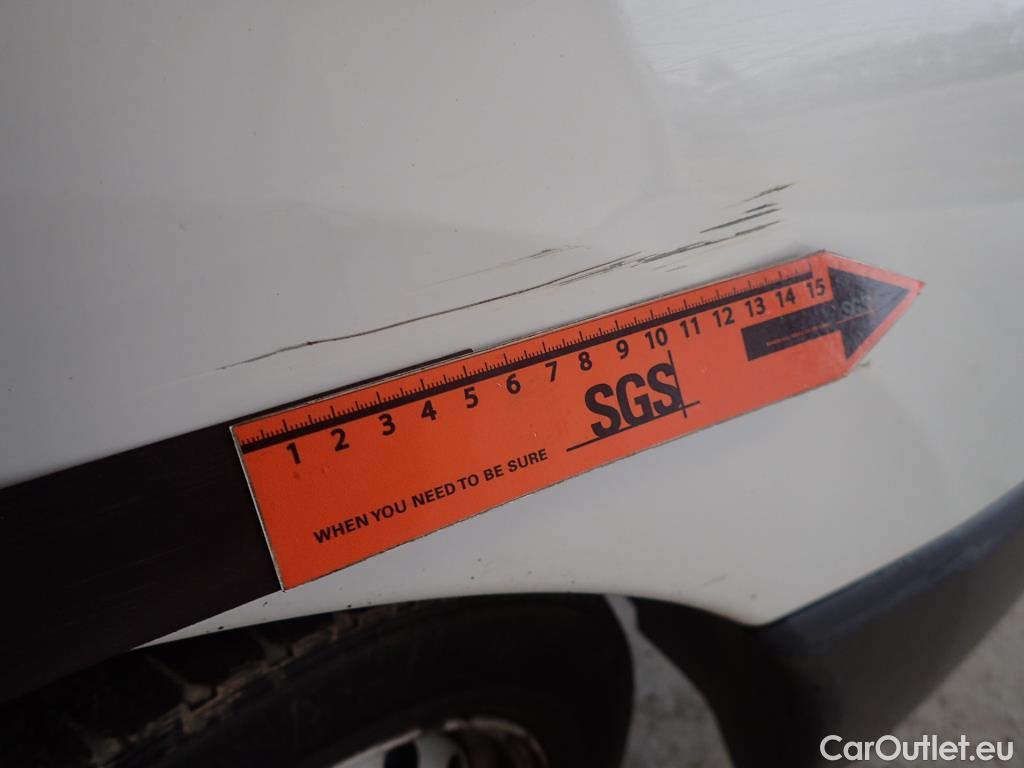 1 2 3 4 5 6 7 8 9 10 11 12 13 14 15
SGS
SGS
WHEN YOU NEED TO BE SURE
CarOutlet.eu